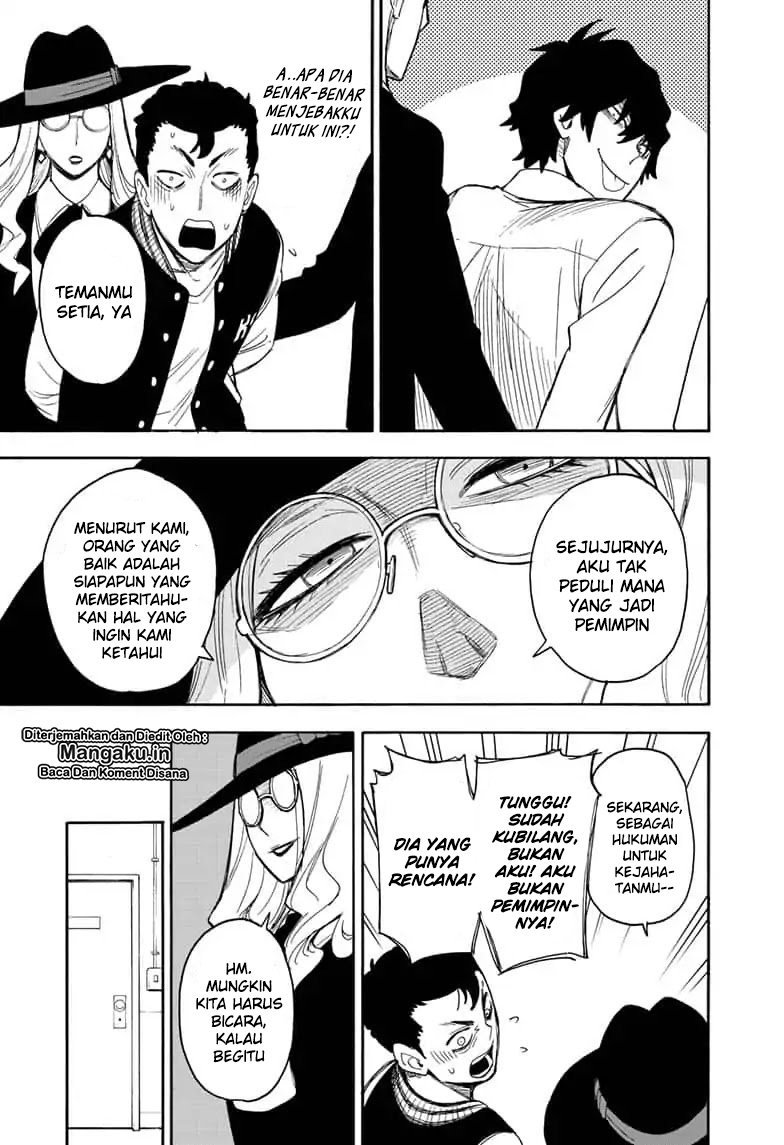 A..APA DIA
BENAR-BENAR
MENJEBAKKU
UNTUK INI?!
TEMANMU
SETIA, YA
SEJUJURNYA,
AKU TAK
PEDULI MANA
YANG JADI
PEMIMPIN
MENURUT KAMI,
ORANG YANG
BAIK ADALAH
SIAPAPUN YANG
MEMBERITAHU-
KAN HAL YANG
INGIN KAMI
KETAHUI
SEKARANG,
SEBAGAI
HUKUMAN
UNTUK
KEJAHA-
TANMU--
TUNGGU!
SUDAH
KUBILANG,
BUKAN
AKU! AKU
BUKAN
PEMIMPIN-
NYA!
DIA YANG
PUNYA
RENCANA!
Diterjemahkan dan Diedit Oleh :
Mangaku.in
Baca Dan Koment Disana
HM.
MUNGKIN
KITA HARUS
BICARA,
KALAU
BEGITU